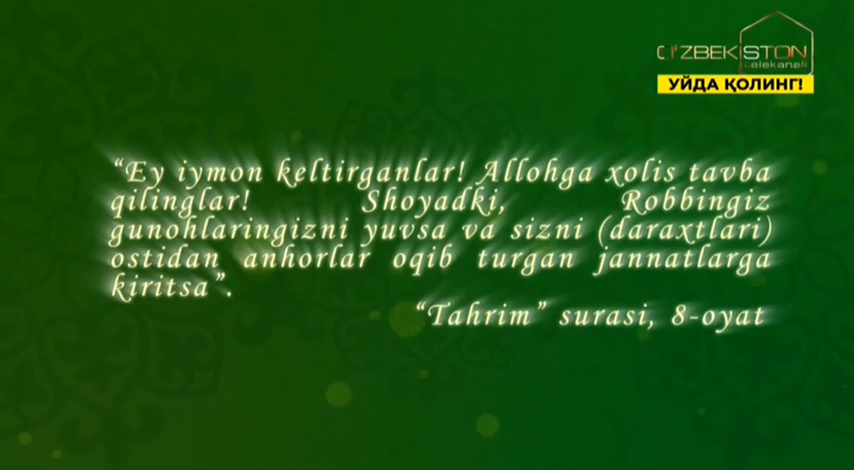 O'ZBEKISTON
telekanali
УЙДА ҚОЛИНГ!
“Ey iymon keltirganlar! Allohga xolis tavba
qilinglar! Shoyadki, Robbingiz
gunohlaringizni yuvsa va sizni (daraxtlari)
ostidan anhorlar oqib turgan jannatlarga
kiritsa”.
“Tahrim” surasi, 8-oyat